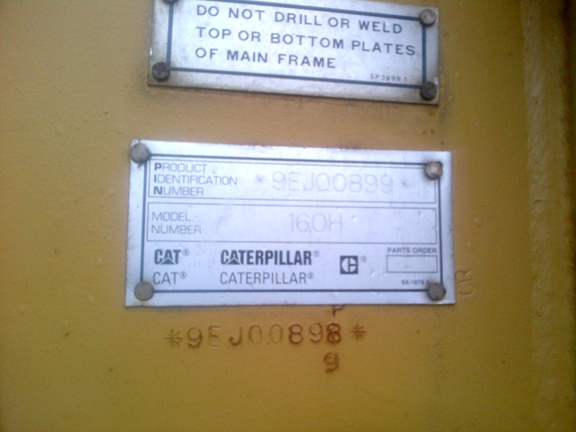 DO NOT DRILL OR WELD
TOP OR BOTTOM PLATES
OF MAIN FRAME
PRODUCT
IDENTIFICATION
NUMBER
*9EJ00899*
MODEL
NUMBER
160H
CAT® CATERPILLAR® C®
PARTS ORDER
CAT® CATERPILLAR®
*9EJ00898*
9